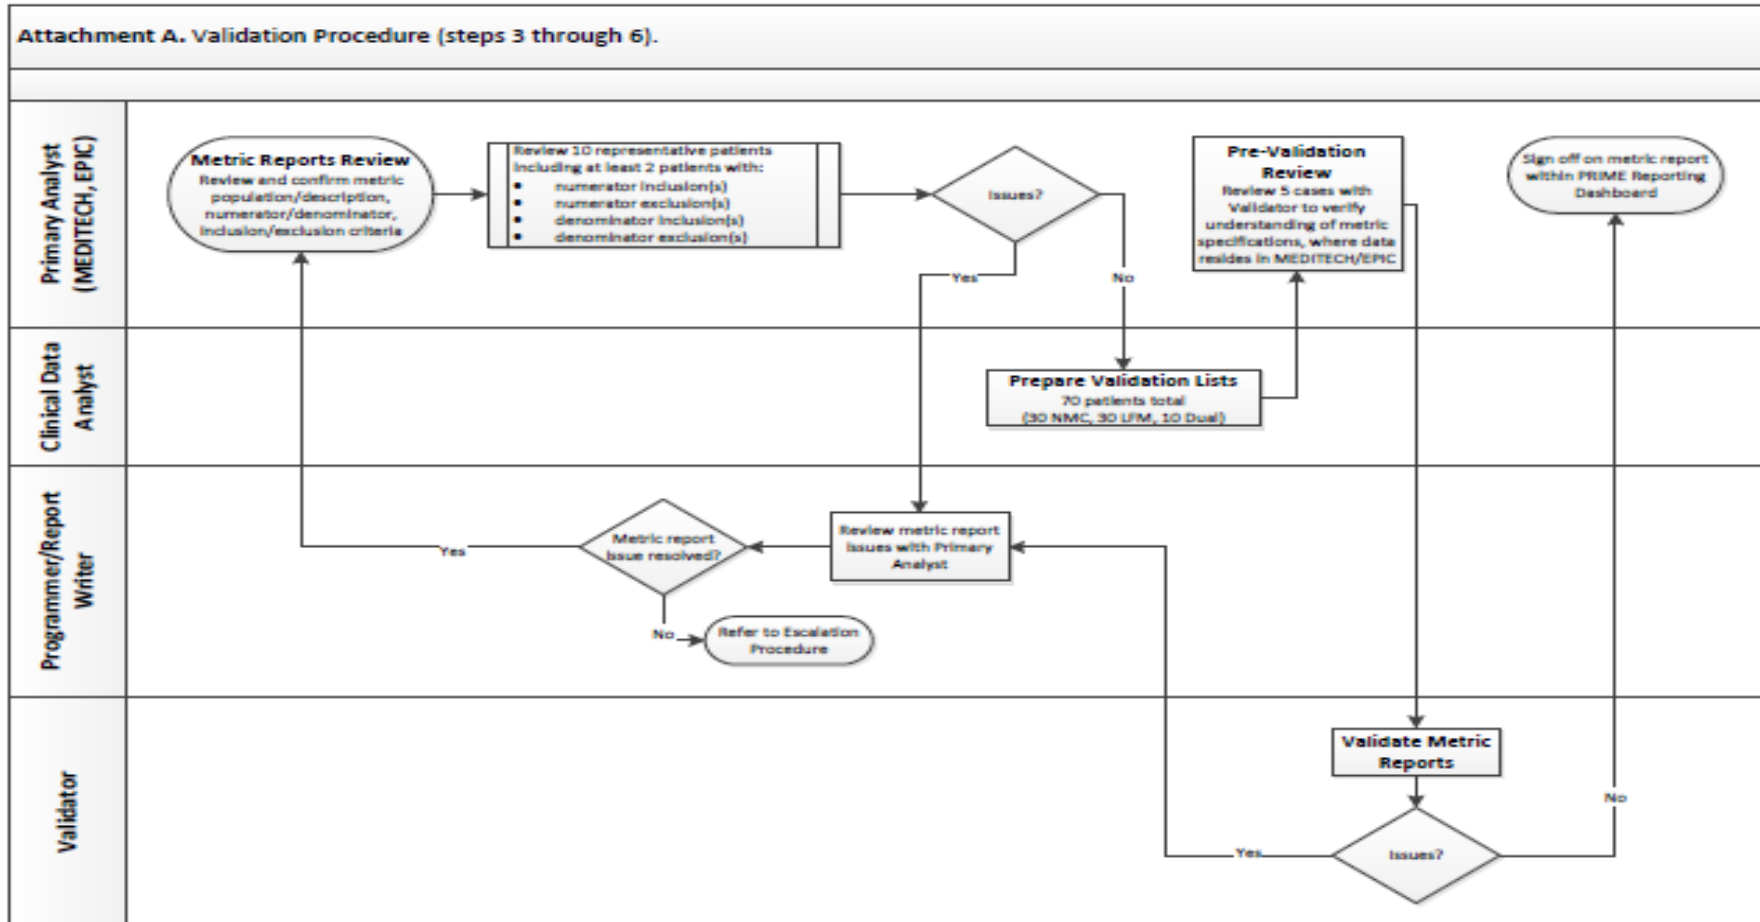 Attachment A. Validation Procedure (steps 3 through 6).
Primary Analyst
(MEDITECH, EPIC)
Metric Reports Review
Review and confirm metric
population/description,
numerator/denominator,
inclusion/exclusion criteria
Review 10 representative patients
including at least 2 patients with:
• numerator inclusion(s)
• numerator exclusion(s)
• denominator inclusion(s)
• denominator exclusion(s)
Issues?
Yes
No
Pre-Validation
Review
Review 5 cases with
Validator to verify
understanding of metric
specifications, where data
resides in MEDITECH/EPIC
Sign off on metric report
within PRIME Reporting
Dashboard
Clinical Data
Analyst
Prepare Validation Lists
70 patients total
(30 NMC, 30 LFM, 10 Dual)
Programmer/Report
Writer
Yes
Metric report
issue resolved?
Review metric report
issues with Primary
Analyst
No
Refer to Escalation
Procedure
Validator
Validate Metric
Reports
Yes
Issues?
No